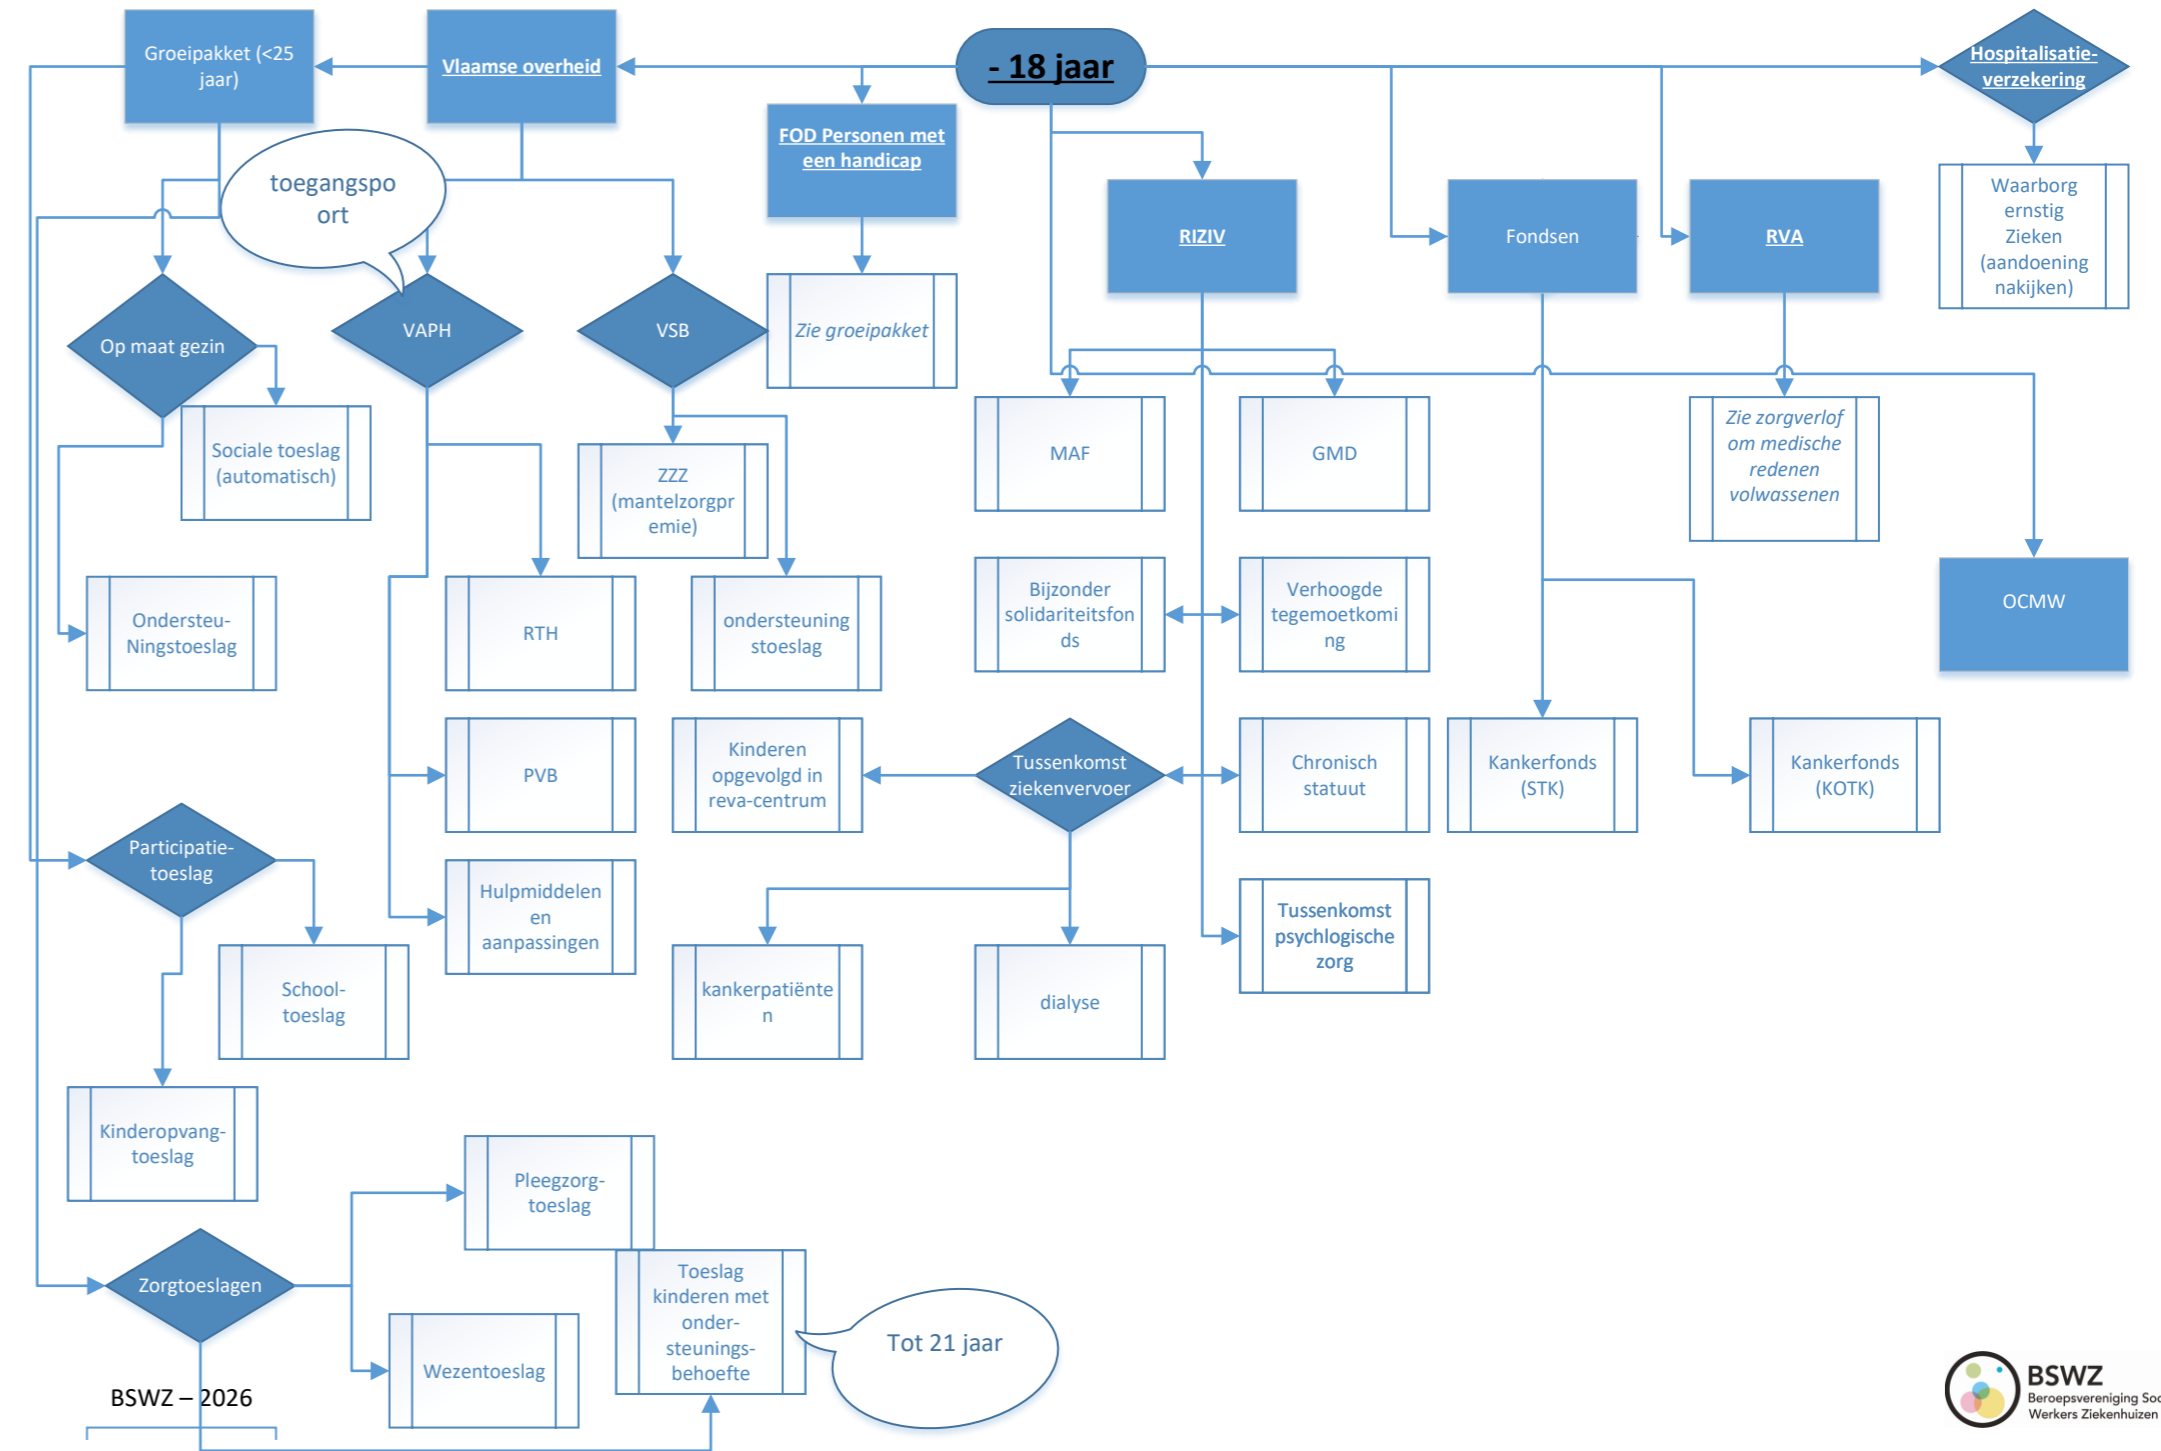 Groeipakket (<25
jaar)
Vlaamse overheid
- 18 jaar
Hospitalisatie-
verzekering
FOD Personen met
een handicap
toegangspo
ort
RIZIV
Fondsen
RVA
Waarborg
ernstig
Zieken
(aandoening
nakijken)
Op maat gezin
VAPH
VSB
Zie groeipakket
Sociale toeslag
(automatisch)
ZZZ
(mantelzorgpr
emie)
MAF
GMD
Zie zorgverlof
om medische
redenen
volwassenen
Ondersteu-
Ningstoeslag
RTH
ondersteuning
stoeslag
Bijzonder
solidariteitsfon
ds
Verhoogde
tegemoetkomi
ng
OCMW
PVB
Kinderen
opgevolgd in
reva-centrum
Tussenkomst
ziekenvervoer
Chronisch
statuut
Kankerfonds
(STK)
Kankerfonds
(KOTK)
Participatie-
toeslag
Hulpmiddelen
en
aanpassingen
Tussenkomst
psychlogische
zorg
School-
toeslag
kankerpatiënte
n
dialyse
Kinderopvang-
toeslag
Pleegzorg-
toeslag
Zorgtoeslagen
Toeslag
kinderen met
onder-
steunings-
behoefte
Tot 21 jaar
Wezentoeslag
BSWZ – 2026
BSWZ
Beroepsvereniging Soc
Werkers Ziekenhuizen